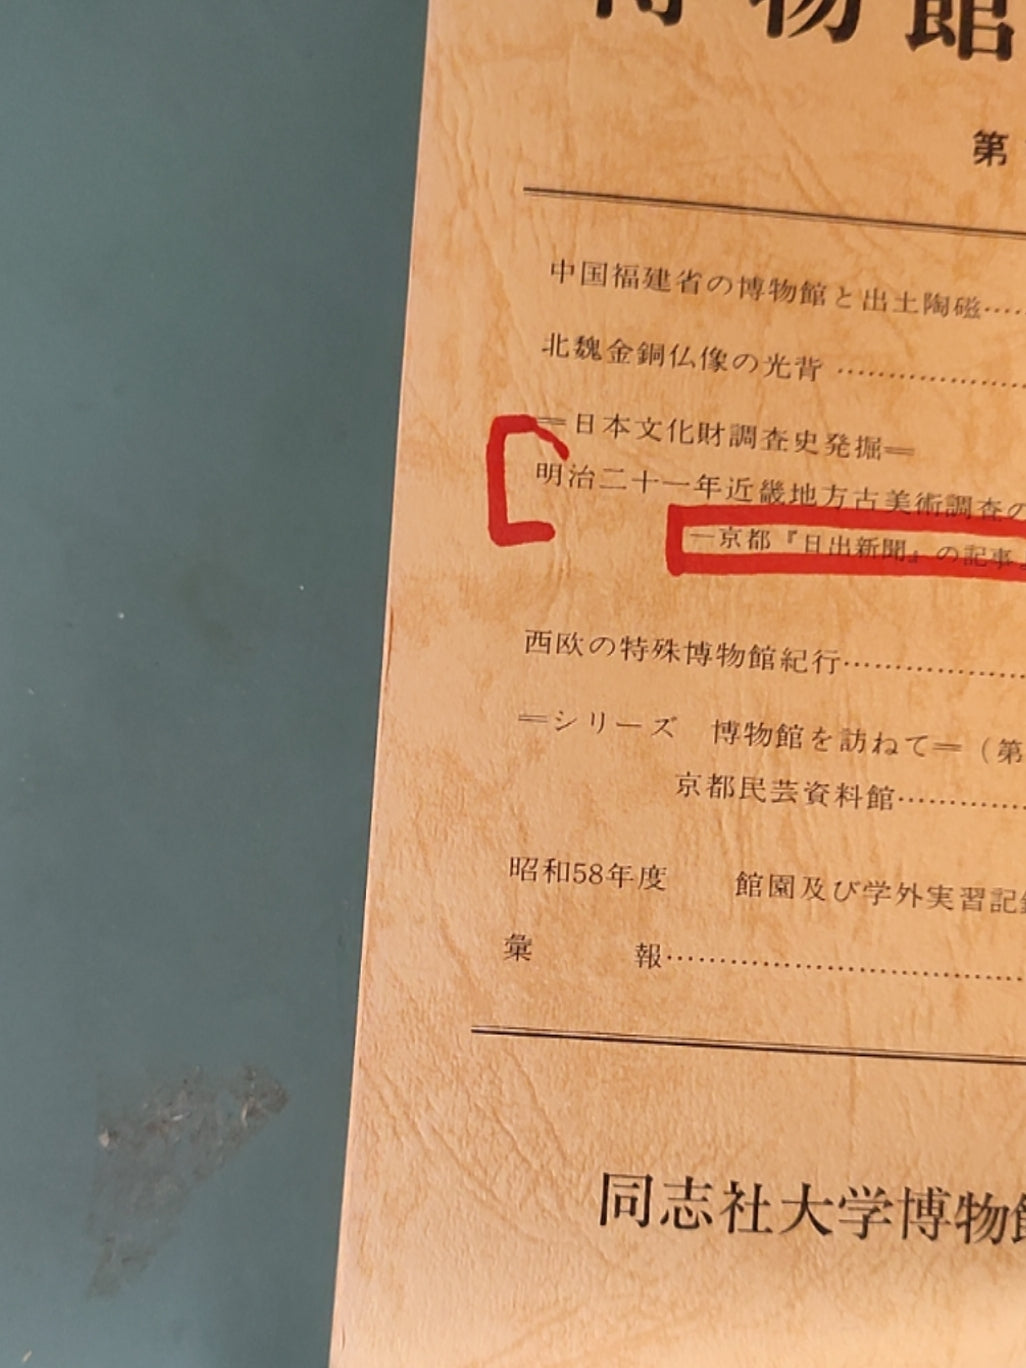 博物館
第
中国福建省の博物館と出土陶磁……
北魏金銅仏像の光背……………………
=日本文化財調査史発掘=
明治二十一年近畿地方古美術調査の
―京都『日出新聞』の記事
西欧の特殊博物館紀行……………………
=シリーズ 博物館を訪ねて=(第
京都民芸資料館……………
昭和58年度 館園及び学外実習記録
彙 報…………………………………………
同志社大学博物館